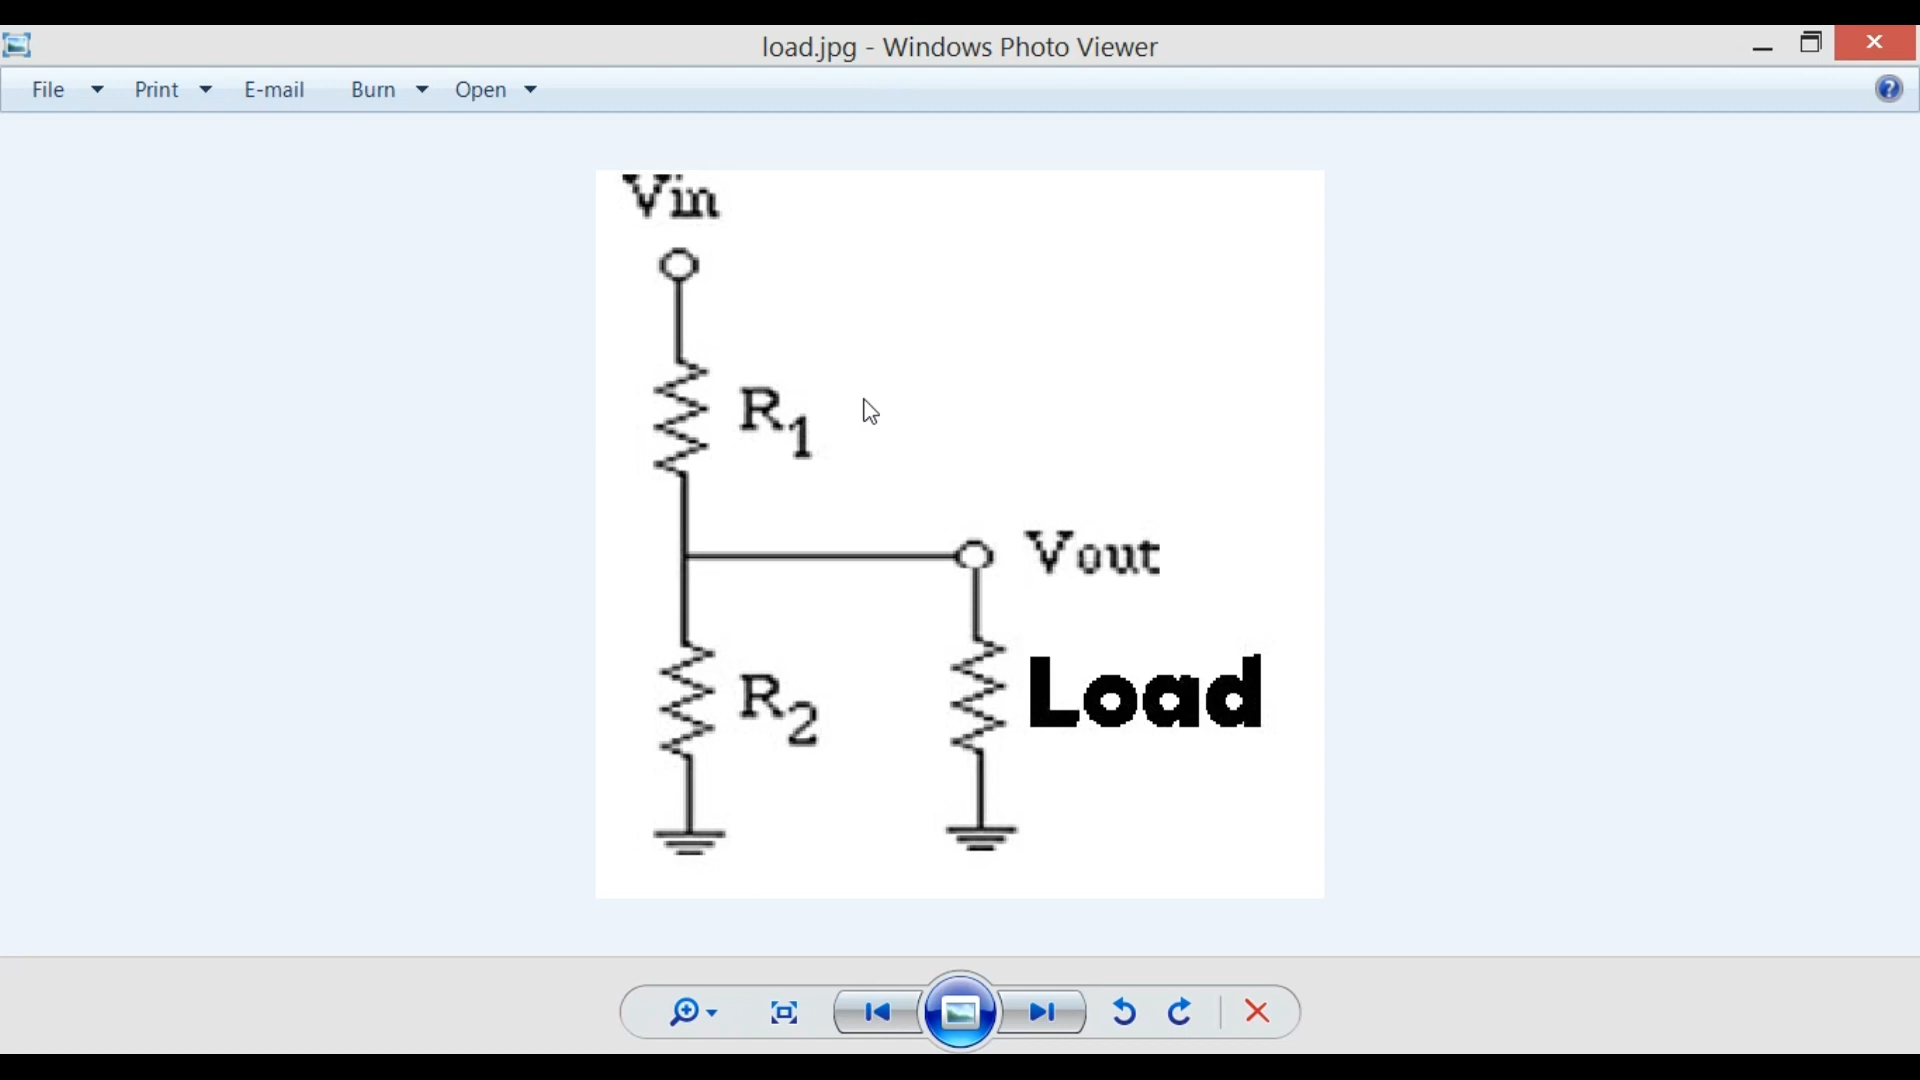 load.jpg - Windows Photo Viewer
File Print E-mail Burn Open ?
Vin
R1
Vout
R2
Load